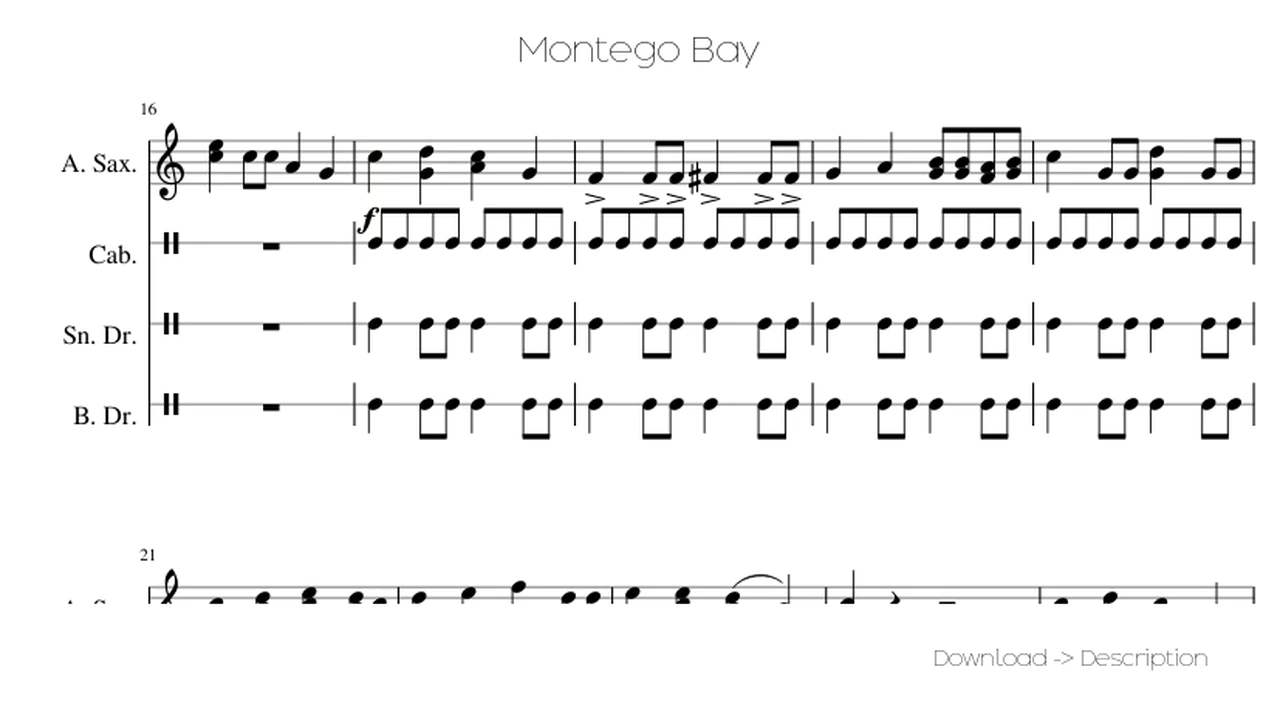 Montego Bay
16
A. Sax.
f
Cab.
Sn. Dr.
B. Dr.
21
Download -> Description